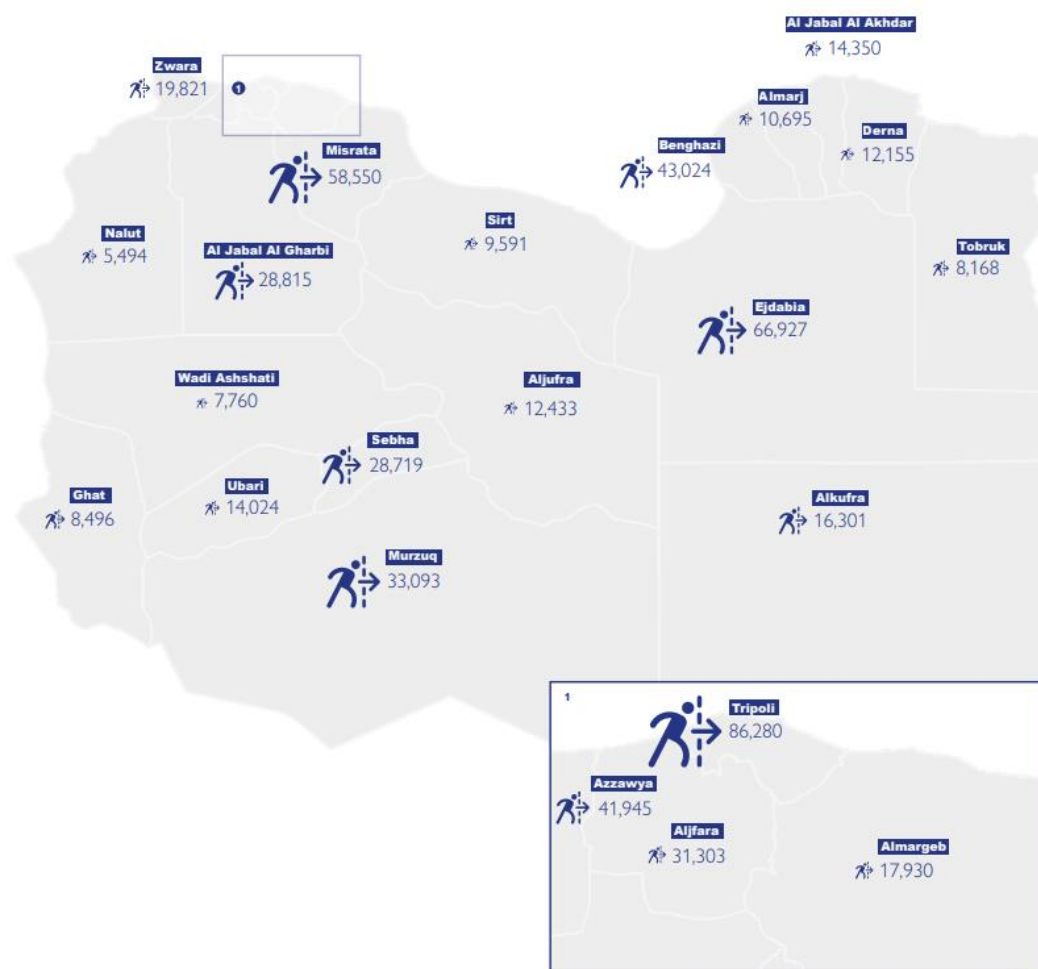 Al Jabal Al Akhdar
14,350
Zwara
19,821
1
Almarj
10,695
Derna
12,155
Benghazi
43,024
Misrata
58,550
Sirt
9,591
Nalut
5,494
Al Jabal Al Gharbi
28,815
Tobruk
8,168
Ejdabia
66,927
Wadi Ashshati
7,760
Aljufra
12,433
Sebha
28,719
Ubari
14,024
Ghat
8,496
Alkufra
16,301
Murzuq
33,093
1
Tripoli
86,280
Azzawya
41,945
Aljfara
31,303
Almargeb
17,930